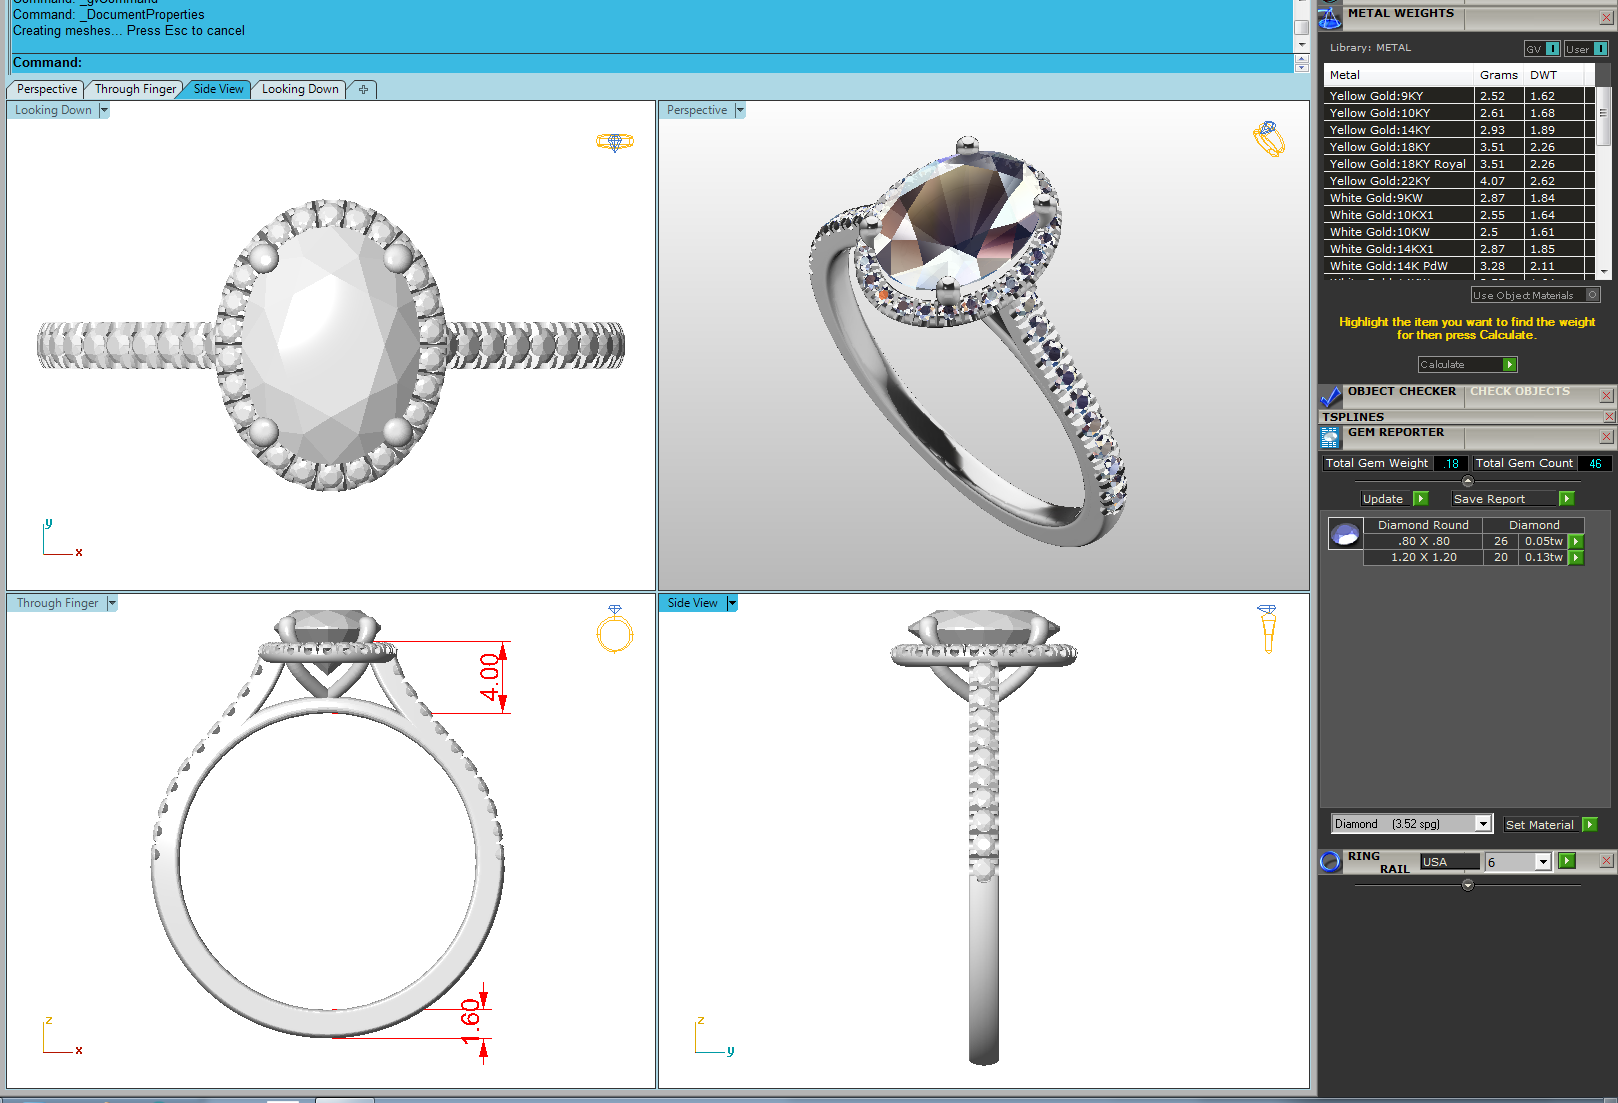 Command: _gvCommand
Command: _DocumentProperties
Creating meshes... Press Esc to cancel
Command:
Perspective
Through Finger
Side View
Looking Down
Looking Down
y
x
Perspective
Through Finger
4.00
1.60
z
x
Side View
z
y
METAL WEIGHTS
Library: METAL
GV
User
Metal Grams DWT
Yellow Gold:9KY 2.52 1.62
Yellow Gold:10KY 2.61 1.68
Yellow Gold:14KY 2.93 1.89
Yellow Gold:18KY 3.51 2.26
Yellow Gold:18KY Royal 3.51 2.26
Yellow Gold:22KY 4.07 2.62
White Gold:9KW 2.87 1.84
White Gold:10KX1 2.55 1.64
White Gold:10KW 2.5 1.61
White Gold:14KX1 2.87 1.85
White Gold:14K PdW 3.28 2.11
Use Object Materials
Highlight the item you want to find the weight
for then press Calculate.
Calculate
OBJECT CHECKER CHECK OBJECTS
TSPLINES
GEM REPORTER
Total Gem Weight .18 Total Gem Count 46
Update Save Report
Diamond Round Diamond
.80 X .80 26 0.05tw
1.20 X 1.20 20 0.13tw
Diamond (3.52 spg) Set Material
RING
RAIL USA 6